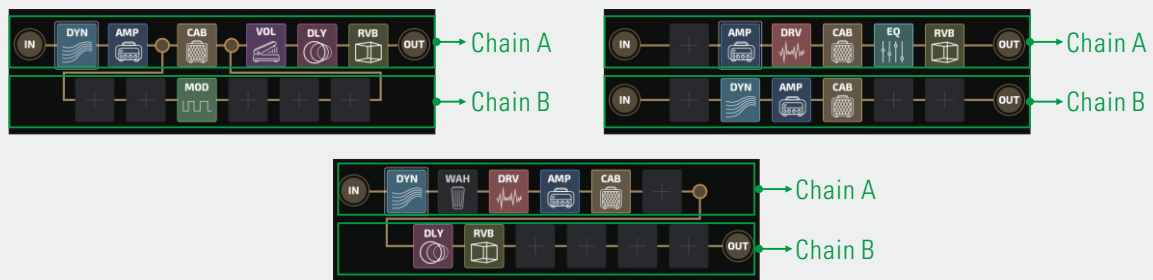 IN DYN AMP CAB VOL DLY RVB OUT Chain A
MOD Chain B
IN AMP DRV CAB EQ RVB OUT Chain A
IN DYN AMP CAB OUT Chain B
IN DYN WAH DRV AMP CAB Chain A
DLY RVB OUT Chain B